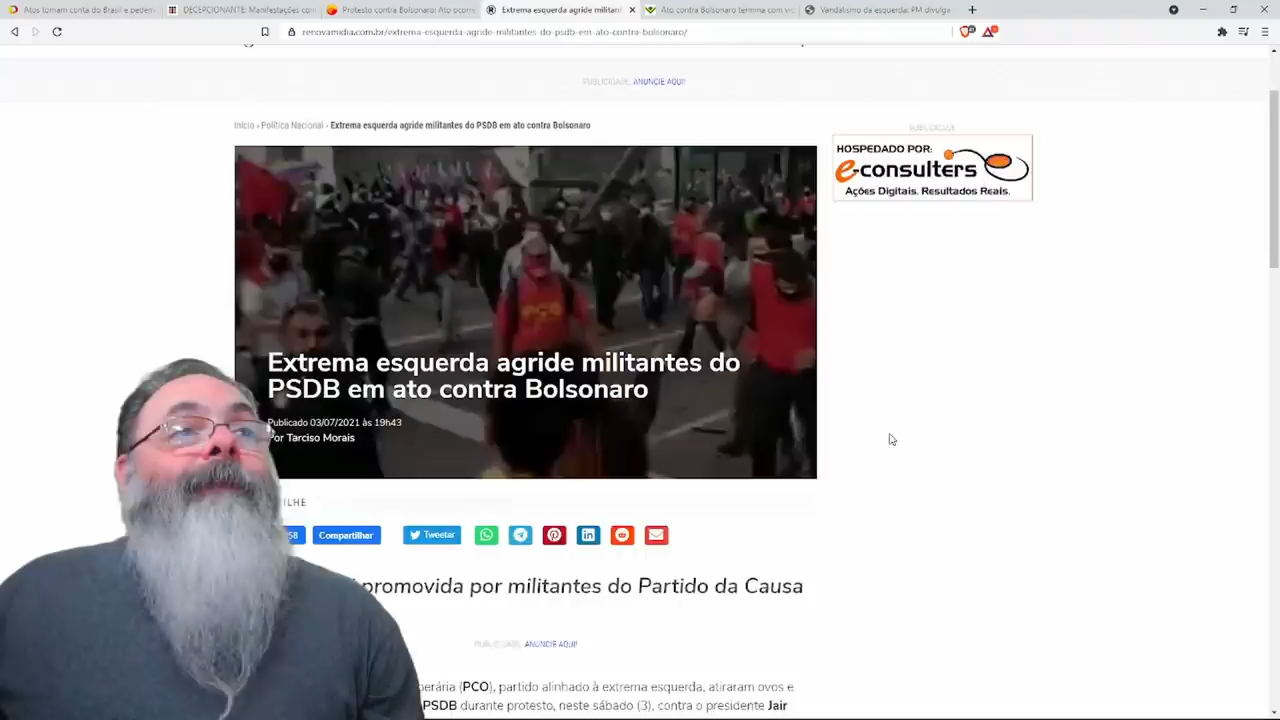 Atos tomam conta do Brasil e pedem
DECEPCIONANTE: Manifestações com
Protesto contra Bolsonaro: Ato ocorr
Extrema esquerda agride militant
Ato contra Bolsonaro termina com v
Vandalismo da esquerda: PM divulga
renovamidia.com.br/extrema-esquerda-agride-militantes-do-psdb-em-ato-contra-bolsonaro/
PUBLICIDADE. ANUNCIE AQUI!
Início › Política Nacional › Extrema esquerda agride militantes do PSDB em ato contra Bolsonaro
PUBLICIDADE
HOSPEDADO POR:
e-consulters
Ações Digitais. Resultados Reais.
Extrema esquerda agride militantes do
PSDB em ato contra Bolsonaro
Publicado 03/07/2021 às 19h43
Por Tarciso Morais
ILHE
58
Compartilhar
Tweetar
promovida por militantes do Partido da Causa
PUBLICIDADE. ANUNCIE AQUI!
erária (PCO), partido alinhado à extrema esquerda, atiraram ovos e
PSDB durante protesto, neste sábado (3), contra o presidente Jair